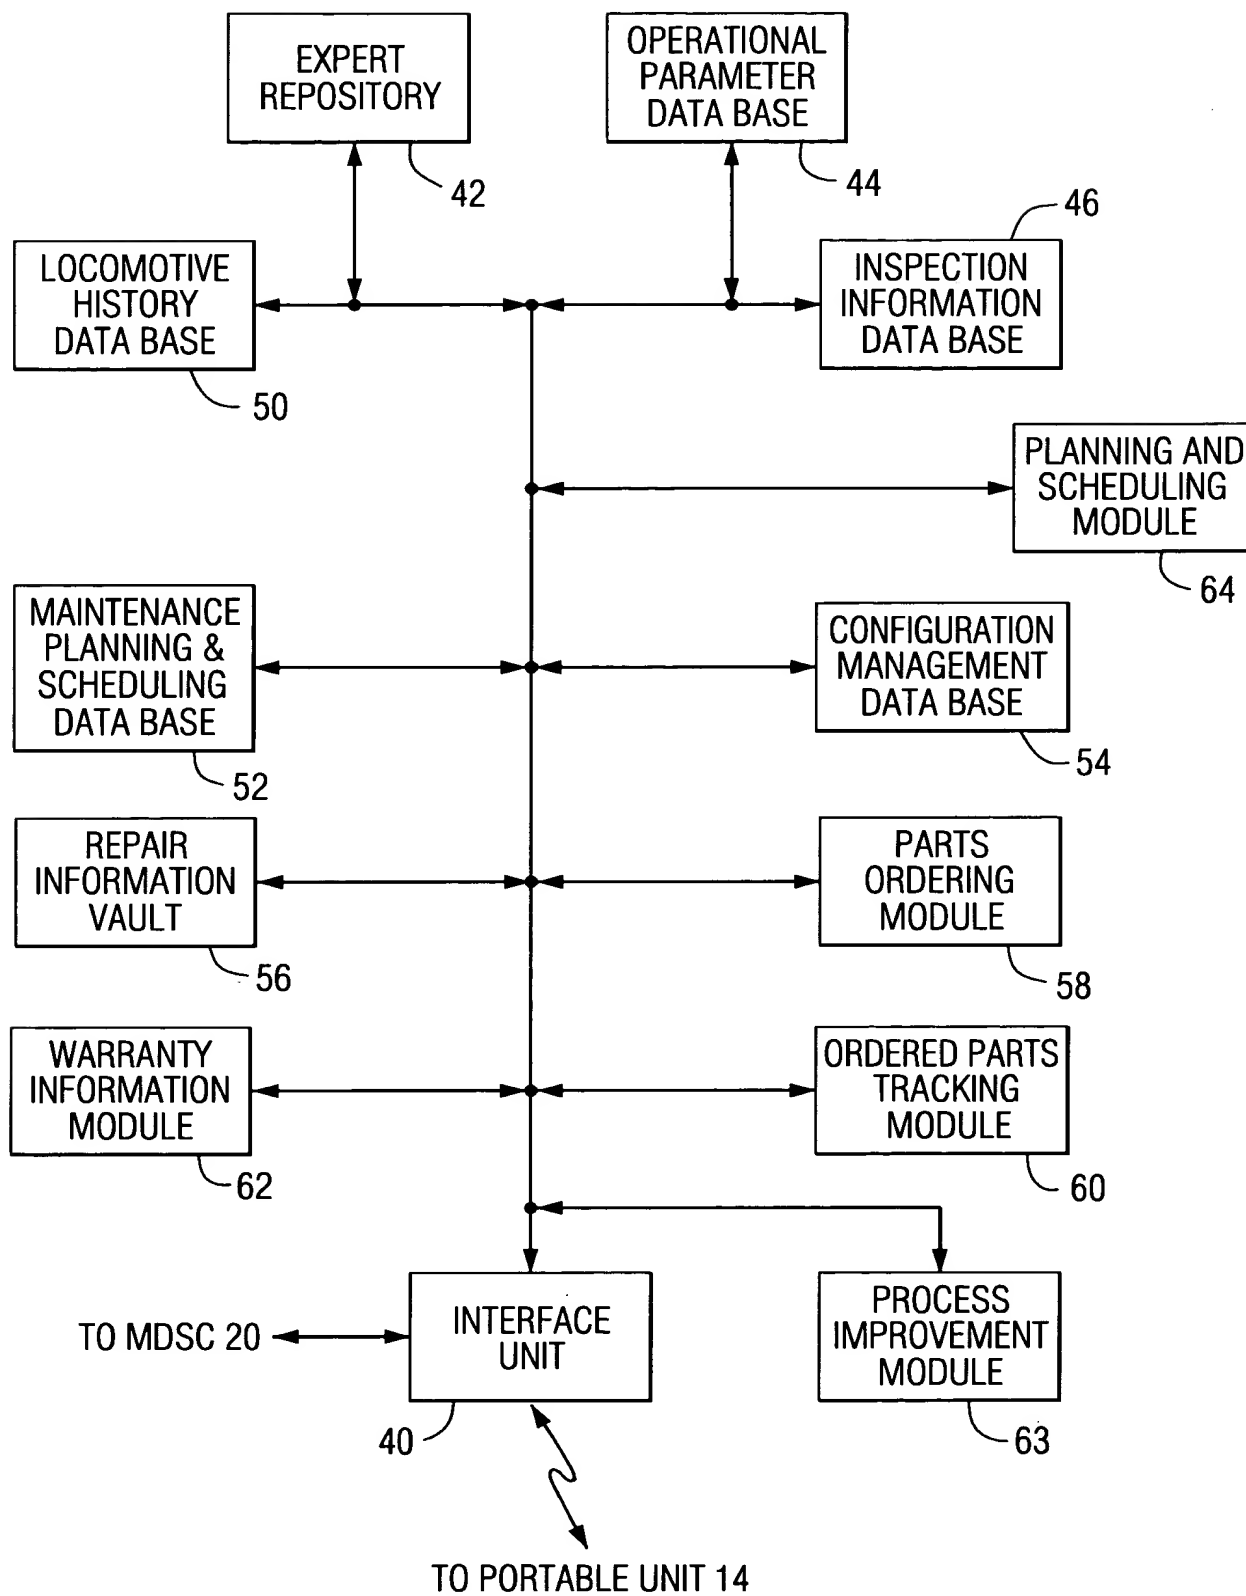 EXPERT
REPOSITORY
42
OPERATIONAL
PARAMETER
DATA BASE
44
46
LOCOMOTIVE
HISTORY
DATA BASE
50
INSPECTION
INFORMATION
DATA BASE
PLANNING AND
SCHEDULING
MODULE
64
MAINTENANCE
PLANNING &
SCHEDULING
DATA BASE
52
CONFIGURATION
MANAGEMENT
DATA BASE
54
REPAIR
INFORMATION
VAULT
56
PARTS
ORDERING
MODULE
58
WARRANTY
INFORMATION
MODULE
62
ORDERED PARTS
TRACKING
MODULE
60
TO MDSC 20
INTERFACE
UNIT
40
PROCESS
IMPROVEMENT
MODULE
63
TO PORTABLE UNIT 14